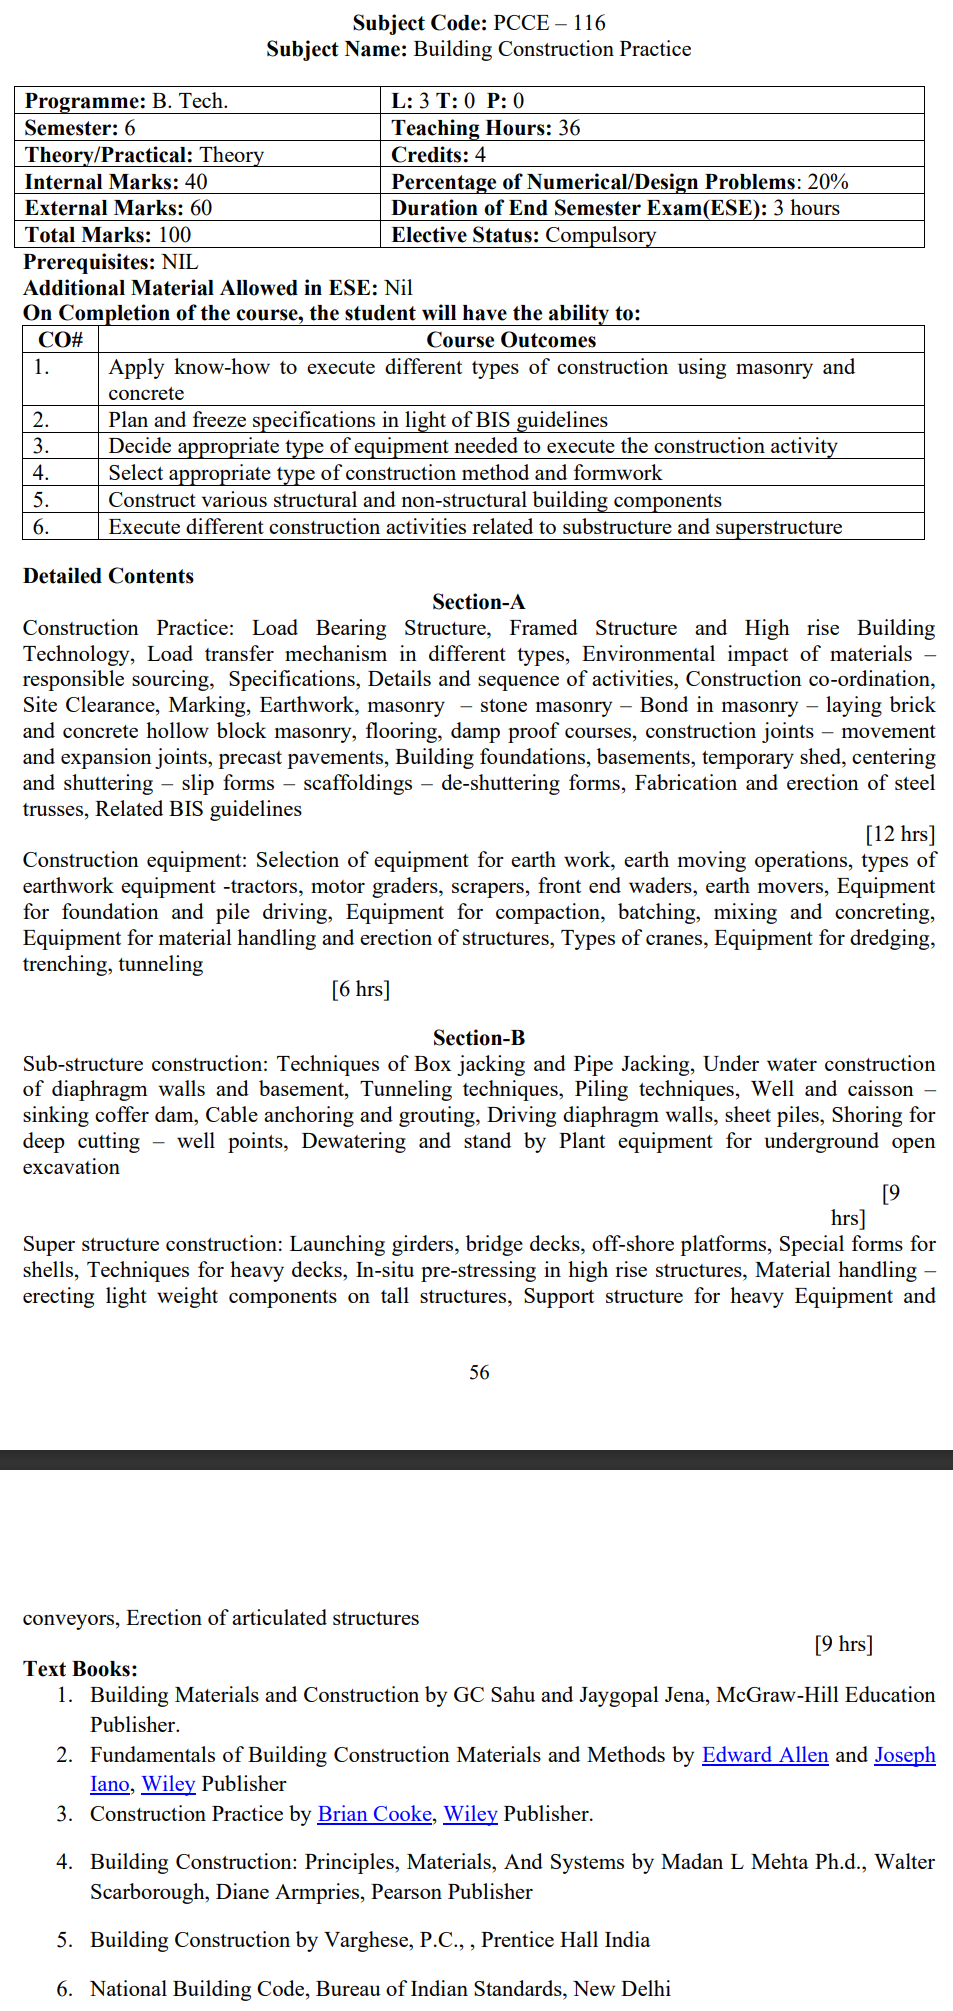 Subject Code: PCCE – 116
Subject Name: Building Construction Practice
Programme: B. Tech. L: 3 T: 0 P: 0
Semester: 6 Teaching Hours: 36
Theory/Practical: Theory Credits: 4
Internal Marks: 40 Percentage of Numerical/Design Problems: 20%
External Marks: 60 Duration of End Semester Exam(ESE): 3 hours
Total Marks: 100 Elective Status: Compulsory
Prerequisites: NIL
Additional Material Allowed in ESE: Nil
On Completion of the course, the student will have the ability to:
CO# Course Outcomes
1. Apply know-how to execute different types of construction using masonry and
concrete
2. Plan and freeze specifications in light of BIS guidelines
3. Decide appropriate type of equipment needed to execute the construction activity
4. Select appropriate type of construction method and formwork
5. Construct various structural and non-structural building components
6. Execute different construction activities related to substructure and superstructure
Detailed Contents
Section-A
Construction Practice: Load Bearing Structure, Framed Structure and High rise Building
Technology, Load transfer mechanism in different types, Environmental impact of materials –
responsible sourcing, Specifications, Details and sequence of activities, Construction co-ordination,
Site Clearance, Marking, Earthwork, masonry – stone masonry – Bond in masonry – laying brick
and concrete hollow block masonry, flooring, damp proof courses, construction joints – movement
and expansion joints, precast pavements, Building foundations, basements, temporary shed, centering
and shuttering – slip forms – scaffoldings – de-shuttering forms, Fabrication and erection of steel
trusses, Related BIS guidelines
[12 hrs]
Construction equipment: Selection of equipment for earth work, earth moving operations, types of
earthwork equipment -tractors, motor graders, scrapers, front end waders, earth movers, Equipment
for foundation and pile driving, Equipment for compaction, batching, mixing and concreting,
Equipment for material handling and erection of structures, Types of cranes, Equipment for dredging,
trenching, tunneling
[6 hrs]
Section-B
Sub-structure construction: Techniques of Box jacking and Pipe Jacking, Under water construction
of diaphragm walls and basement, Tunneling techniques, Piling techniques, Well and caisson –
sinking coffer dam, Cable anchoring and grouting, Driving diaphragm walls, sheet piles, Shoring for
deep cutting – well points, Dewatering and stand by Plant equipment for underground open
excavation
[9
hrs]
Super structure construction: Launching girders, bridge decks, off-shore platforms, Special forms for
shells, Techniques for heavy decks, In-situ pre-stressing in high rise structures, Material handling –
erecting light weight components on tall structures, Support structure for heavy Equipment and
56
conveyors, Erection of articulated structures
[9 hrs]
Text Books:
1. Building Materials and Construction by GC Sahu and Jaygopal Jena, McGraw-Hill Education
Publisher.
2. Fundamentals of Building Construction Materials and Methods by Edward Allen and Joseph
Iano, Wiley Publisher
3. Construction Practice by Brian Cooke, Wiley Publisher.
4. Building Construction: Principles, Materials, And Systems by Madan L Mehta Ph.d., Walter
Scarborough, Diane Armpries, Pearson Publisher
5. Building Construction by Varghese, P.C., , Prentice Hall India
6. National Building Code, Bureau of Indian Standards, New Delhi